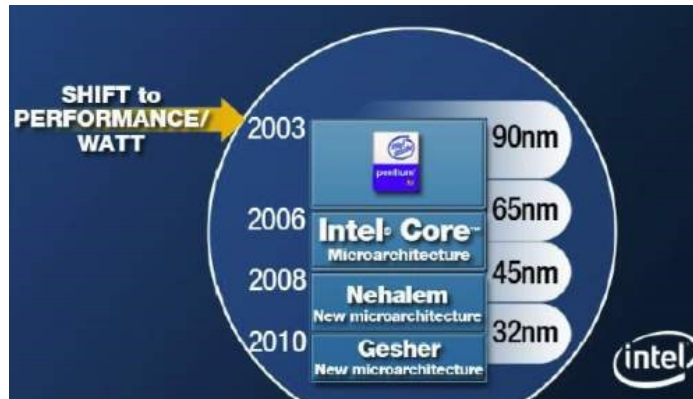 SHIFT to
PERFORMANCE/
WATT
2003
pentium
90nm
2006
65nm
Intel® Core™
Microarchitecture
2008
45nm
Nehalem
New microarchitecture
2010
32nm
Gesher
New microarchitecture
intel